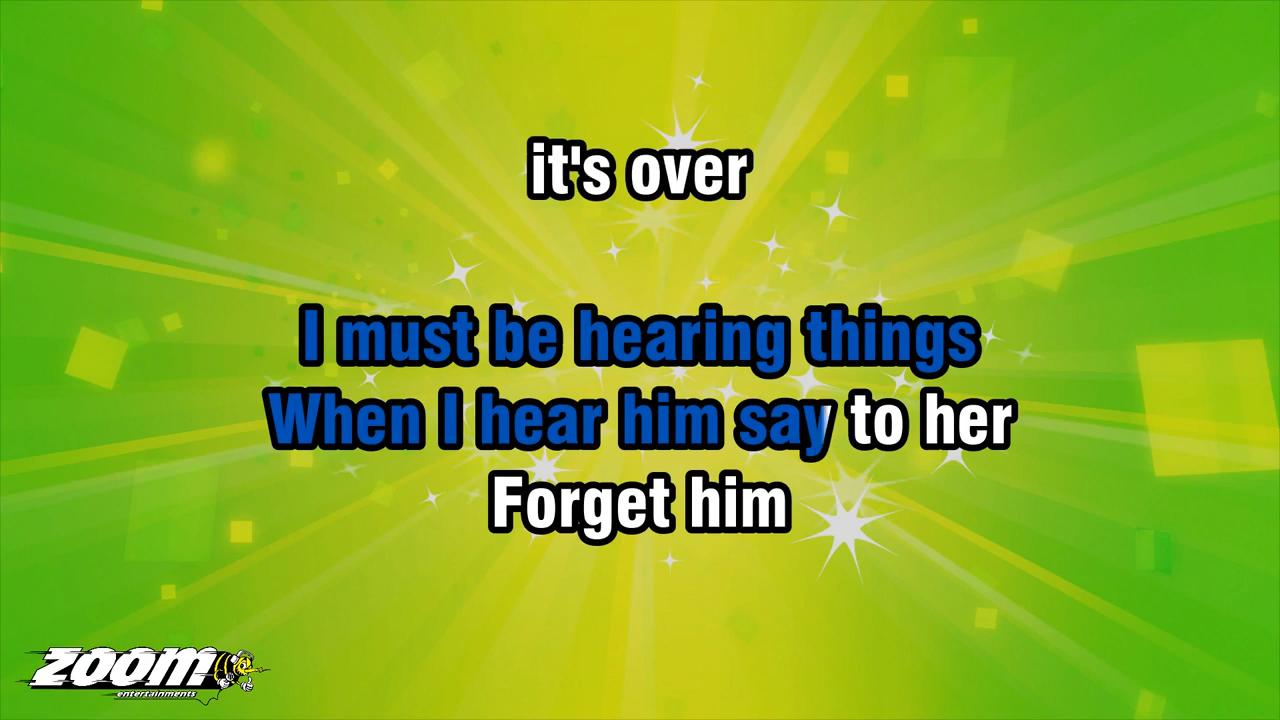 it's over
I must be hearing things
When I hear him say to her
Forget him
zoom
entertainments